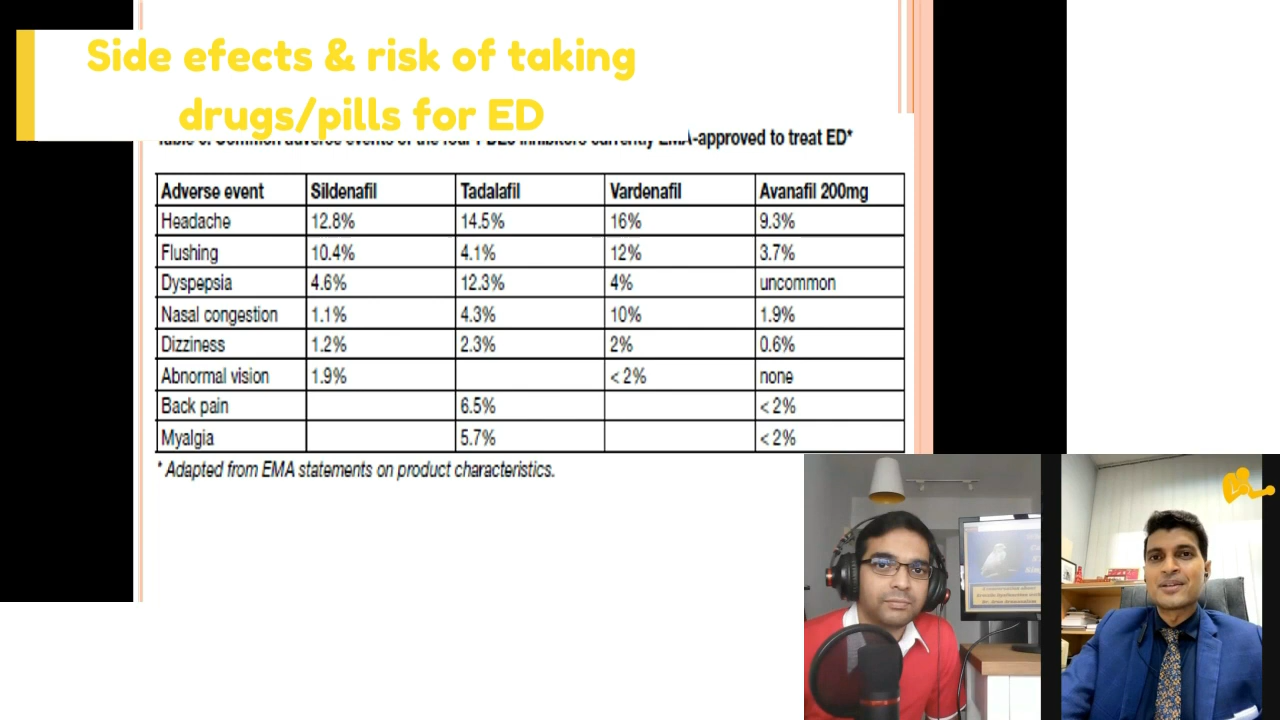 Side efects & risk of taking
drugs/pills for ED
Common adverse events of the four PDE5 inhibitors currently EMA-approved to treat ED*
Adverse event Sildenafil Tadalafil Vardenafil Avanafil 200mg
Headache 12.8% 14.5% 16% 9.3%
Flushing 10.4% 4.1% 12% 3.7%
Dyspepsia 4.6% 12.3% 4% uncommon
Nasal congestion 1.1% 4.3% 10% 1.9%
Dizziness 1.2% 2.3% 2% 0.6%
Abnormal vision 1.9% < 2% none
Back pain 6.5% < 2%
Myalgia 5.7% < 2%
* Adapted from EMA statements on product characteristics.